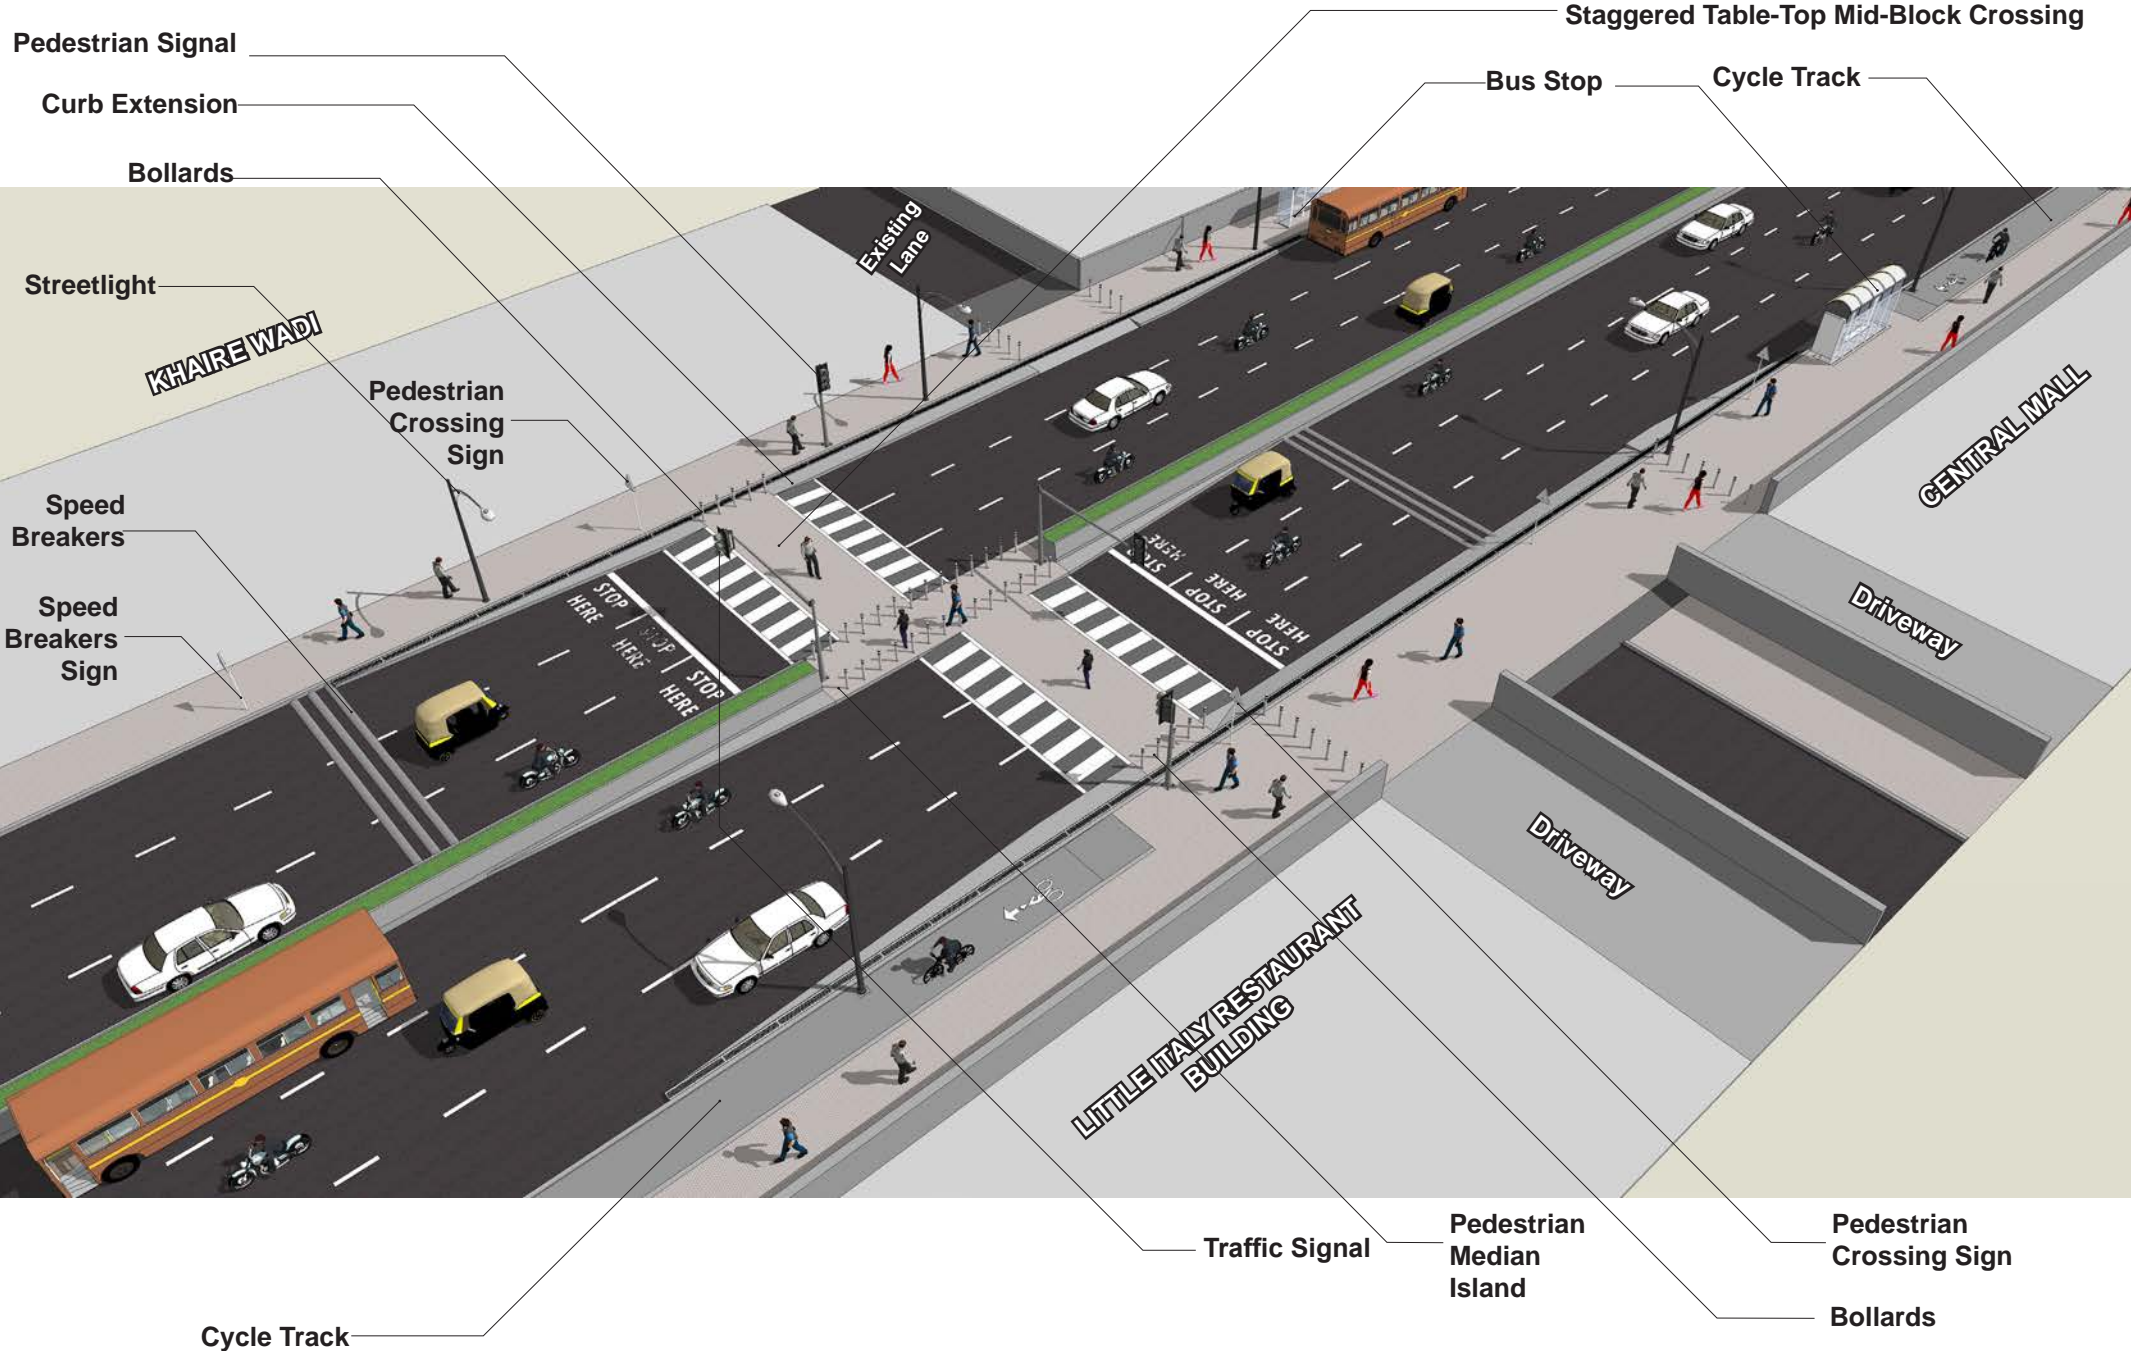 Staggered Table-Top Mid-Block Crossing
Pedestrian Signal
Bus Stop
Cycle Track
Curb Extension
Bollards
Existing
Lane
Streetlight
KHAIRE WADI
Pedestrian
Crossing
Sign
CENTRAL MALL
Speed
Breakers
STOP
HERE
STOP
HERE
STOP
HERE
STOP
HERE
STOP
HERE
STOP
HERE
Speed
Breakers
Sign
Driveway
Driveway
LITTLE ITALY RESTAURANT
BUILDING
Traffic Signal
Pedestrian
Median
Island
Pedestrian
Crossing Sign
Bollards
Cycle Track